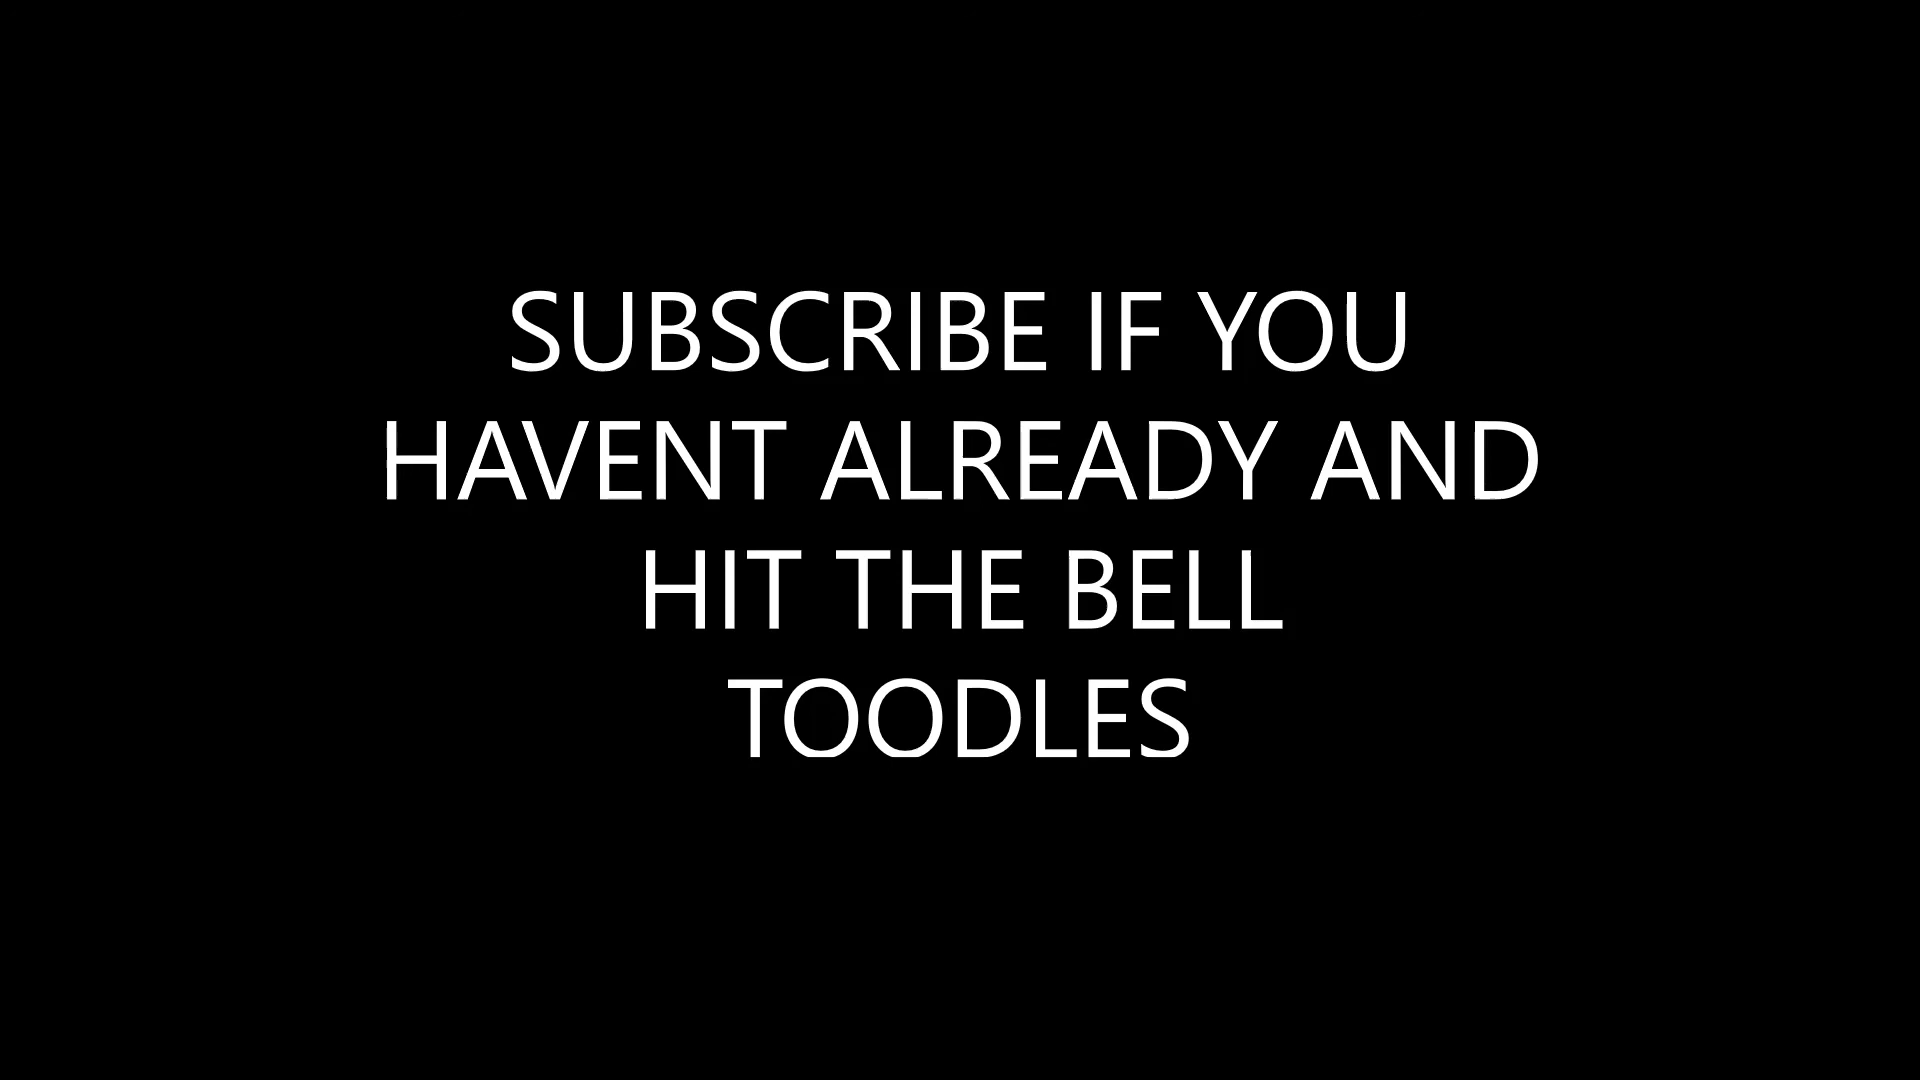 SUBSCRIBE IF YOU
HAVENT ALREADY AND
HIT THE BELL
TOODLES